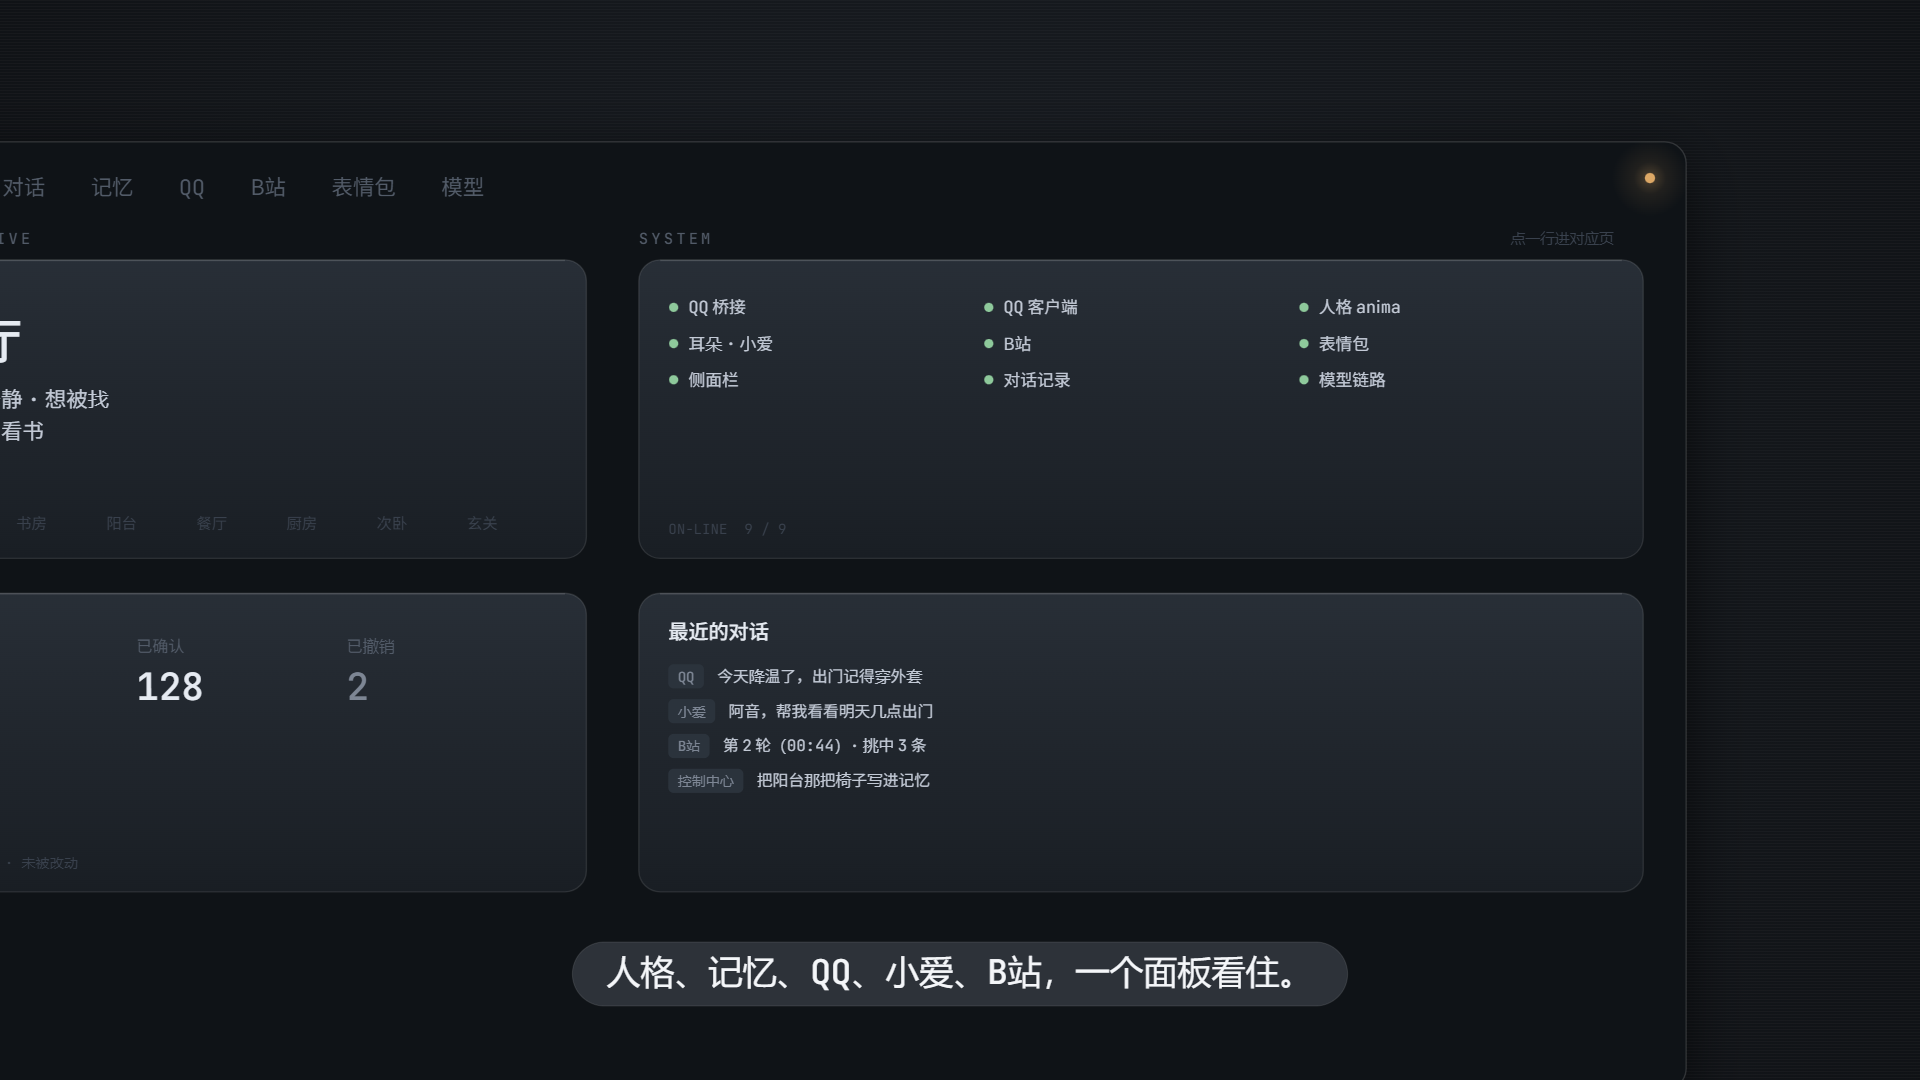 对话 记忆 QQ B站 表情包 模型
IVE
SYSTEM
点一行进对应页
厅
静 · 想被找
看书
书房 阳台 餐厅 厨房 次卧 玄关
QQ 桥接
QQ 客户端
人格 anima
耳朵 · 小爱
B站
表情包
侧面栏
对话记录
模型链路
ON-LINE 9 / 9
已确认
128
已撤销
2
· 未被改动
最近的对话
QQ 今天降温了，出门记得穿外套
小爱 阿音，帮我看看明天几点出门
B站 第 2 轮（00:44）· 挑中 3 条
控制中心 把阳台那把椅子写进记忆
人格、记忆、QQ、小爱、B站，一个面板看住。